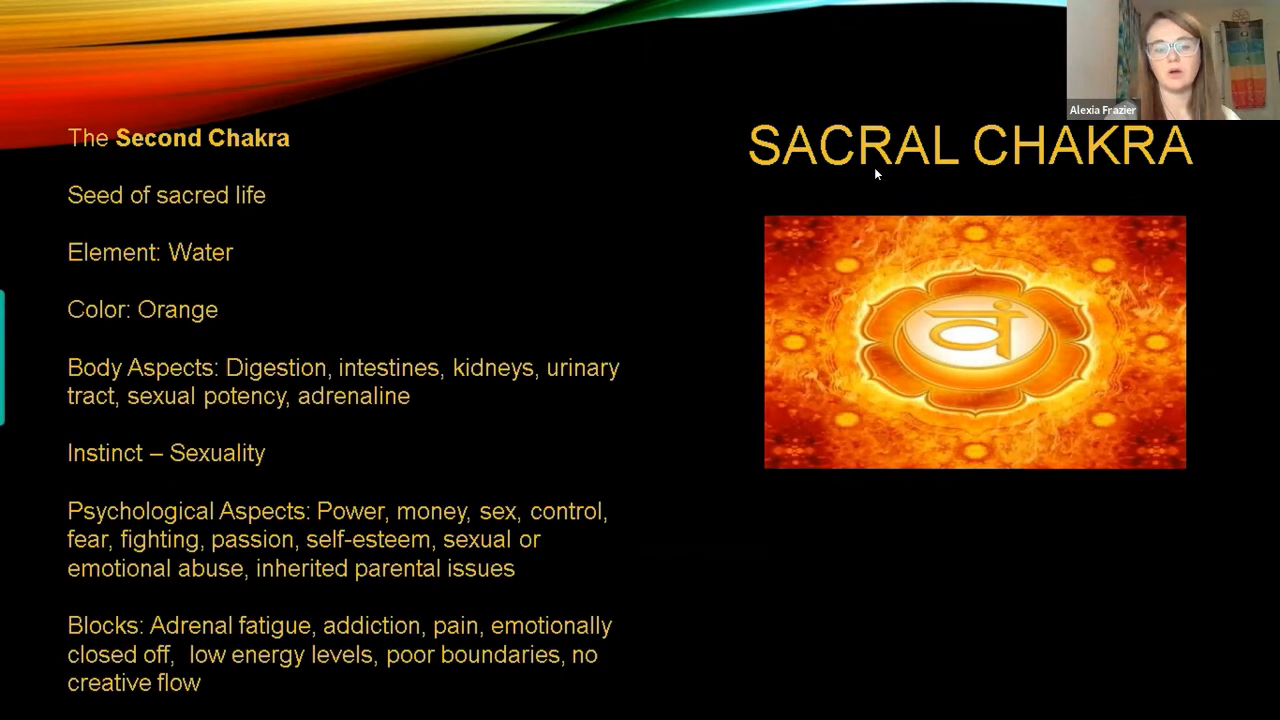 Alexia Frazier
SACRAL CHAKRA
The Second Chakra
Seed of sacred life
Element: Water
Color: Orange
Body Aspects: Digestion, intestines, kidneys, urinary
tract, sexual potency, adrenaline
Instinct – Sexuality
Psychological Aspects: Power, money, sex, control,
fear, fighting, passion, self-esteem, sexual or
emotional abuse, inherited parental issues
Blocks: Adrenal fatigue, addiction, pain, emotionally
closed off, low energy levels, poor boundaries, no
creative flow
वं